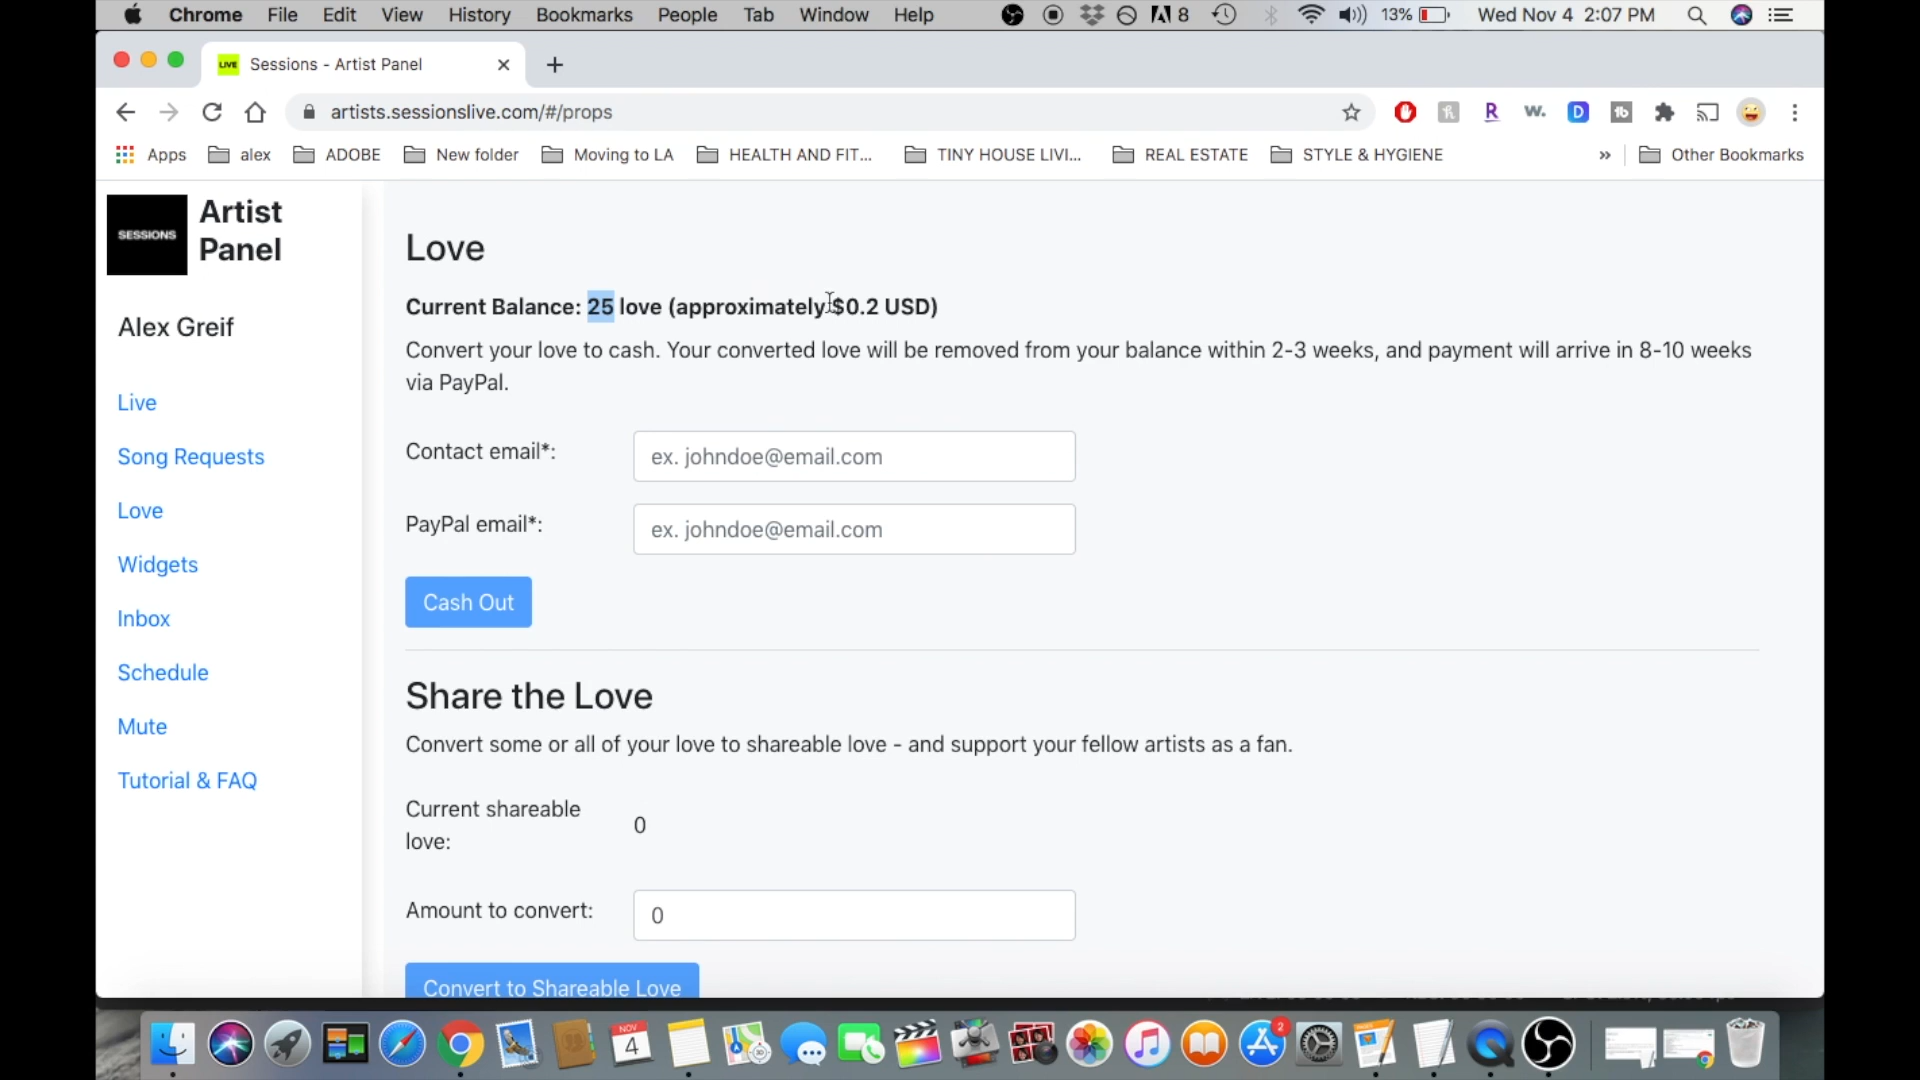 Chrome File Edit View History Bookmarks People Tab Window Help 8 13% Wed Nov 4 2:07 PM
LIVE Sessions - Artist Panel
artists.sessionslive.com/#/props
Apps alex ADOBE New folder Moving to LA HEALTH AND FIT... TINY HOUSE LIVI... REAL ESTATE STYLE & HYGIENE » Other Bookmarks
SESSIONS
Artist
Panel
Alex Greif
Live
Song Requests
Love
Widgets
Inbox
Schedule
Mute
Tutorial & FAQ
Love
Current Balance: 25 love (approximately $0.2 USD)
Convert your love to cash. Your converted love will be removed from your balance within 2-3 weeks, and payment will arrive in 8-10 weeks
via PayPal.
Contact email*: ex. johndoe@email.com
PayPal email*: ex. johndoe@email.com
Cash Out
Share the Love
Convert some or all of your love to shareable love - and support your fellow artists as a fan.
Current shareable
love:
0
Amount to convert: 0
Convert to Shareable Love
NOV
4
2